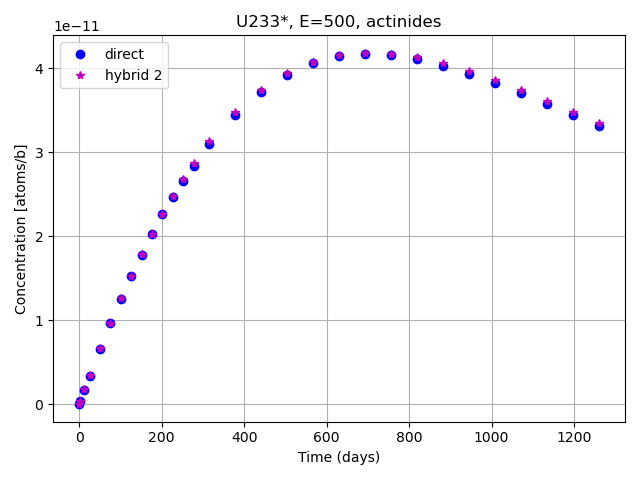 U233*, E=500, actinides
1e−11
direct
hybrid 2
4
3
2
1
0
Concentration [atoms/b]
0 200 400 600 800 1000 1200
Time (days)